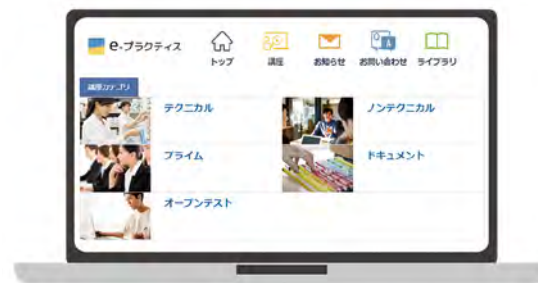 e-プラクティス
トップ
講座
お知らせ
お問い合わせ
ライブラリ
講座カテゴリ
テクニカル
ノンテクニカル
プライム
ドキュメント
オープンテスト